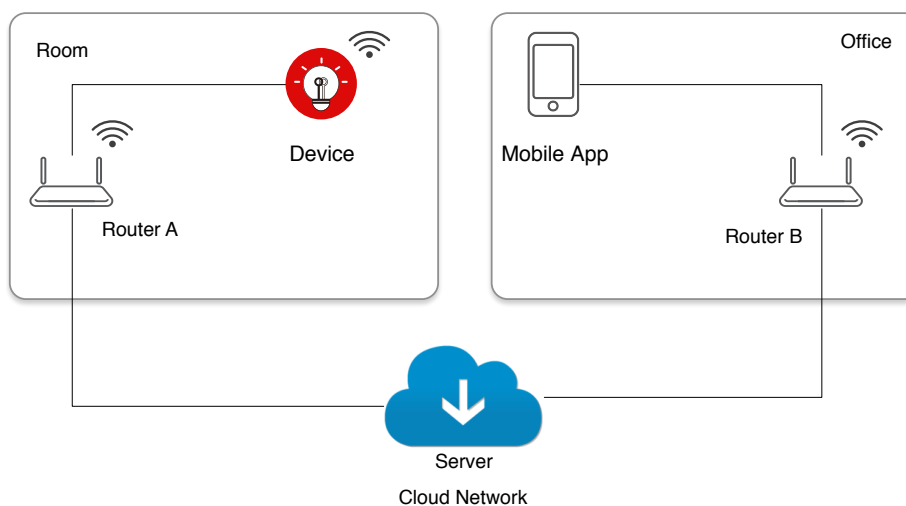 Room
Office
Device
Mobile App
Router A
Router B
Server
Cloud Network